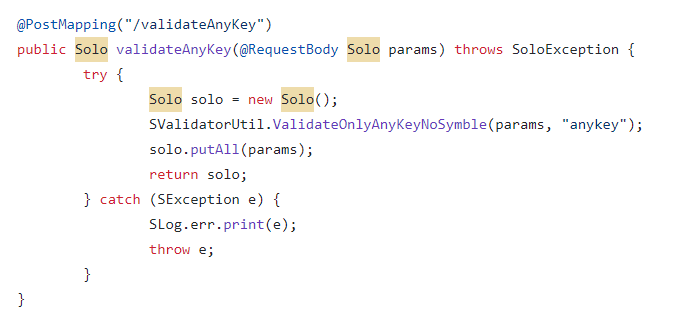 @PostMapping("/validateAnyKey")
public Solo validateAnyKey(@RequestBody Solo params) throws SoloException {
try {
Solo solo = new Solo();
SValidatorUtil.ValidateOnlyAnyKeyNoSymble(params, "anykey");
solo.putAll(params);
return solo;
} catch (SException e) {
SLog.err.print(e);
throw e;
}
}